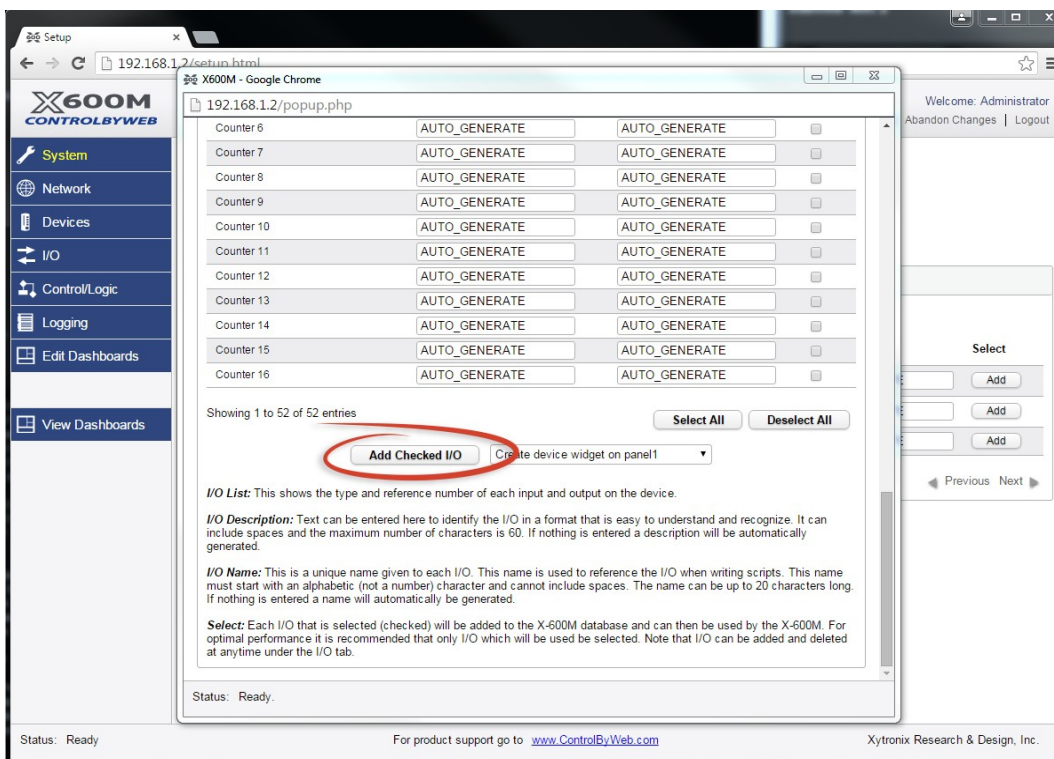 Setup
192.168.1.2/setup.html
X600M - Google Chrome
192.168.1.2/popup.php
X600M
CONTROLBYWEB
Welcome: Administrator
Abandon Changes | Logout
System
Network
Devices
I/O
Control/Logic
Logging
Edit Dashboards
View Dashboards
Counter 6 AUTO_GENERATE AUTO_GENERATE
Counter 7 AUTO_GENERATE AUTO_GENERATE
Counter 8 AUTO_GENERATE AUTO_GENERATE
Counter 9 AUTO_GENERATE AUTO_GENERATE
Counter 10 AUTO_GENERATE AUTO_GENERATE
Counter 11 AUTO_GENERATE AUTO_GENERATE
Counter 12 AUTO_GENERATE AUTO_GENERATE
Counter 13 AUTO_GENERATE AUTO_GENERATE
Counter 14 AUTO_GENERATE AUTO_GENERATE
Counter 15 AUTO_GENERATE AUTO_GENERATE
Counter 16 AUTO_GENERATE AUTO_GENERATE
Showing 1 to 52 of 52 entries
Select All Deselect All
Add Checked I/O Create device widget on panel1
I/O List: This shows the type and reference number of each input and output on the device.
I/O Description: Text can be entered here to identify the I/O in a format that is easy to understand and recognize. It can
include spaces and the maximum number of characters is 60. If nothing is entered a description will be automatically
generated.
I/O Name: This is a unique name given to each I/O. This name is used to reference the I/O when writing scripts. This name
must start with an alphabetic (not a number) character and cannot include spaces. The name can be up to 20 characters long.
If nothing is entered a name will automatically be generated.
Select: Each I/O that is selected (checked) will be added to the X-600M database and can then be used by the X-600M. For
optimal performance it is recommended that only I/O which will be used be selected. Note that I/O can be added and deleted
at anytime under the I/O tab.
Status: Ready.
Select
Add
Add
Add
Previous Next
Status: Ready
For product support go to www.ControlByWeb.com
Xytronix Research & Design, Inc.